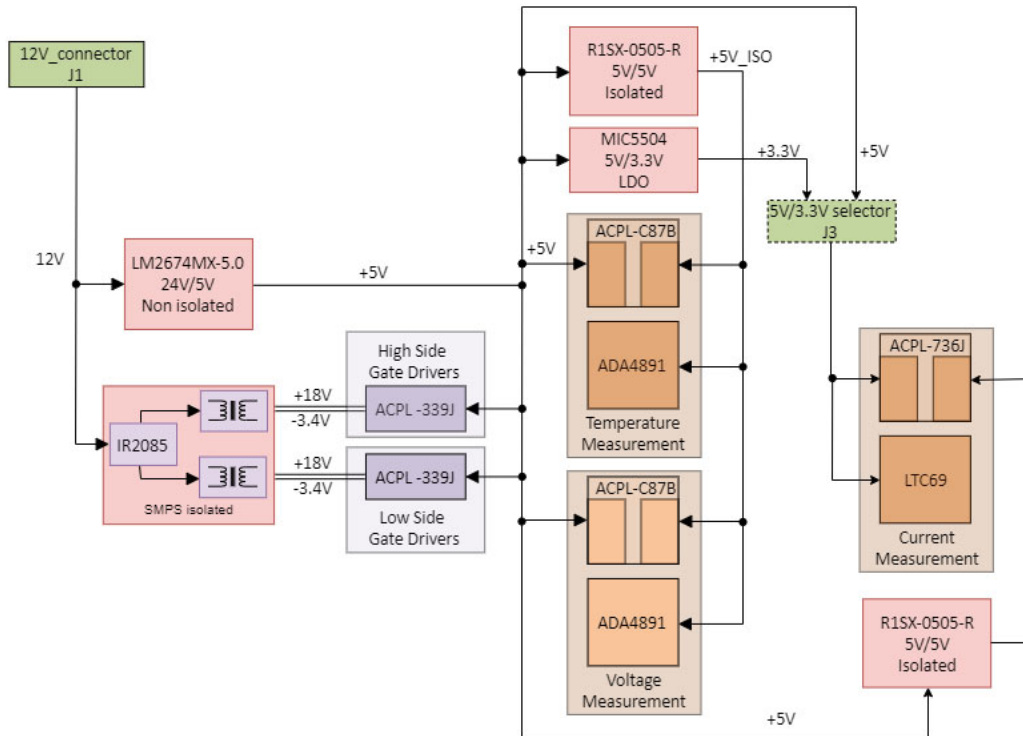 12V_connector
J1
12V
LM2674MX-5.0
24V/5V
Non isolated
+5V
IR2085
SMPS isolated
+18V
-3.4V
+18V
-3.4V
High Side
Gate Drivers
ACPL -339J
ACPL -339J
Low Side
Gate Drivers
R1SX-0505-R
5V/5V
Isolated
+5V_ISO
MIC5504
5V/3.3V
LDO
+3.3V
+5V
5V/3.3V selector
J3
+5V
ACPL-C87B
ADA4891
Temperature
Measurement
ACPL-C87B
ADA4891
Voltage
Measurement
ACPL-736J
LTC69
Current
Measurement
R1SX-0505-R
5V/5V
Isolated
+5V